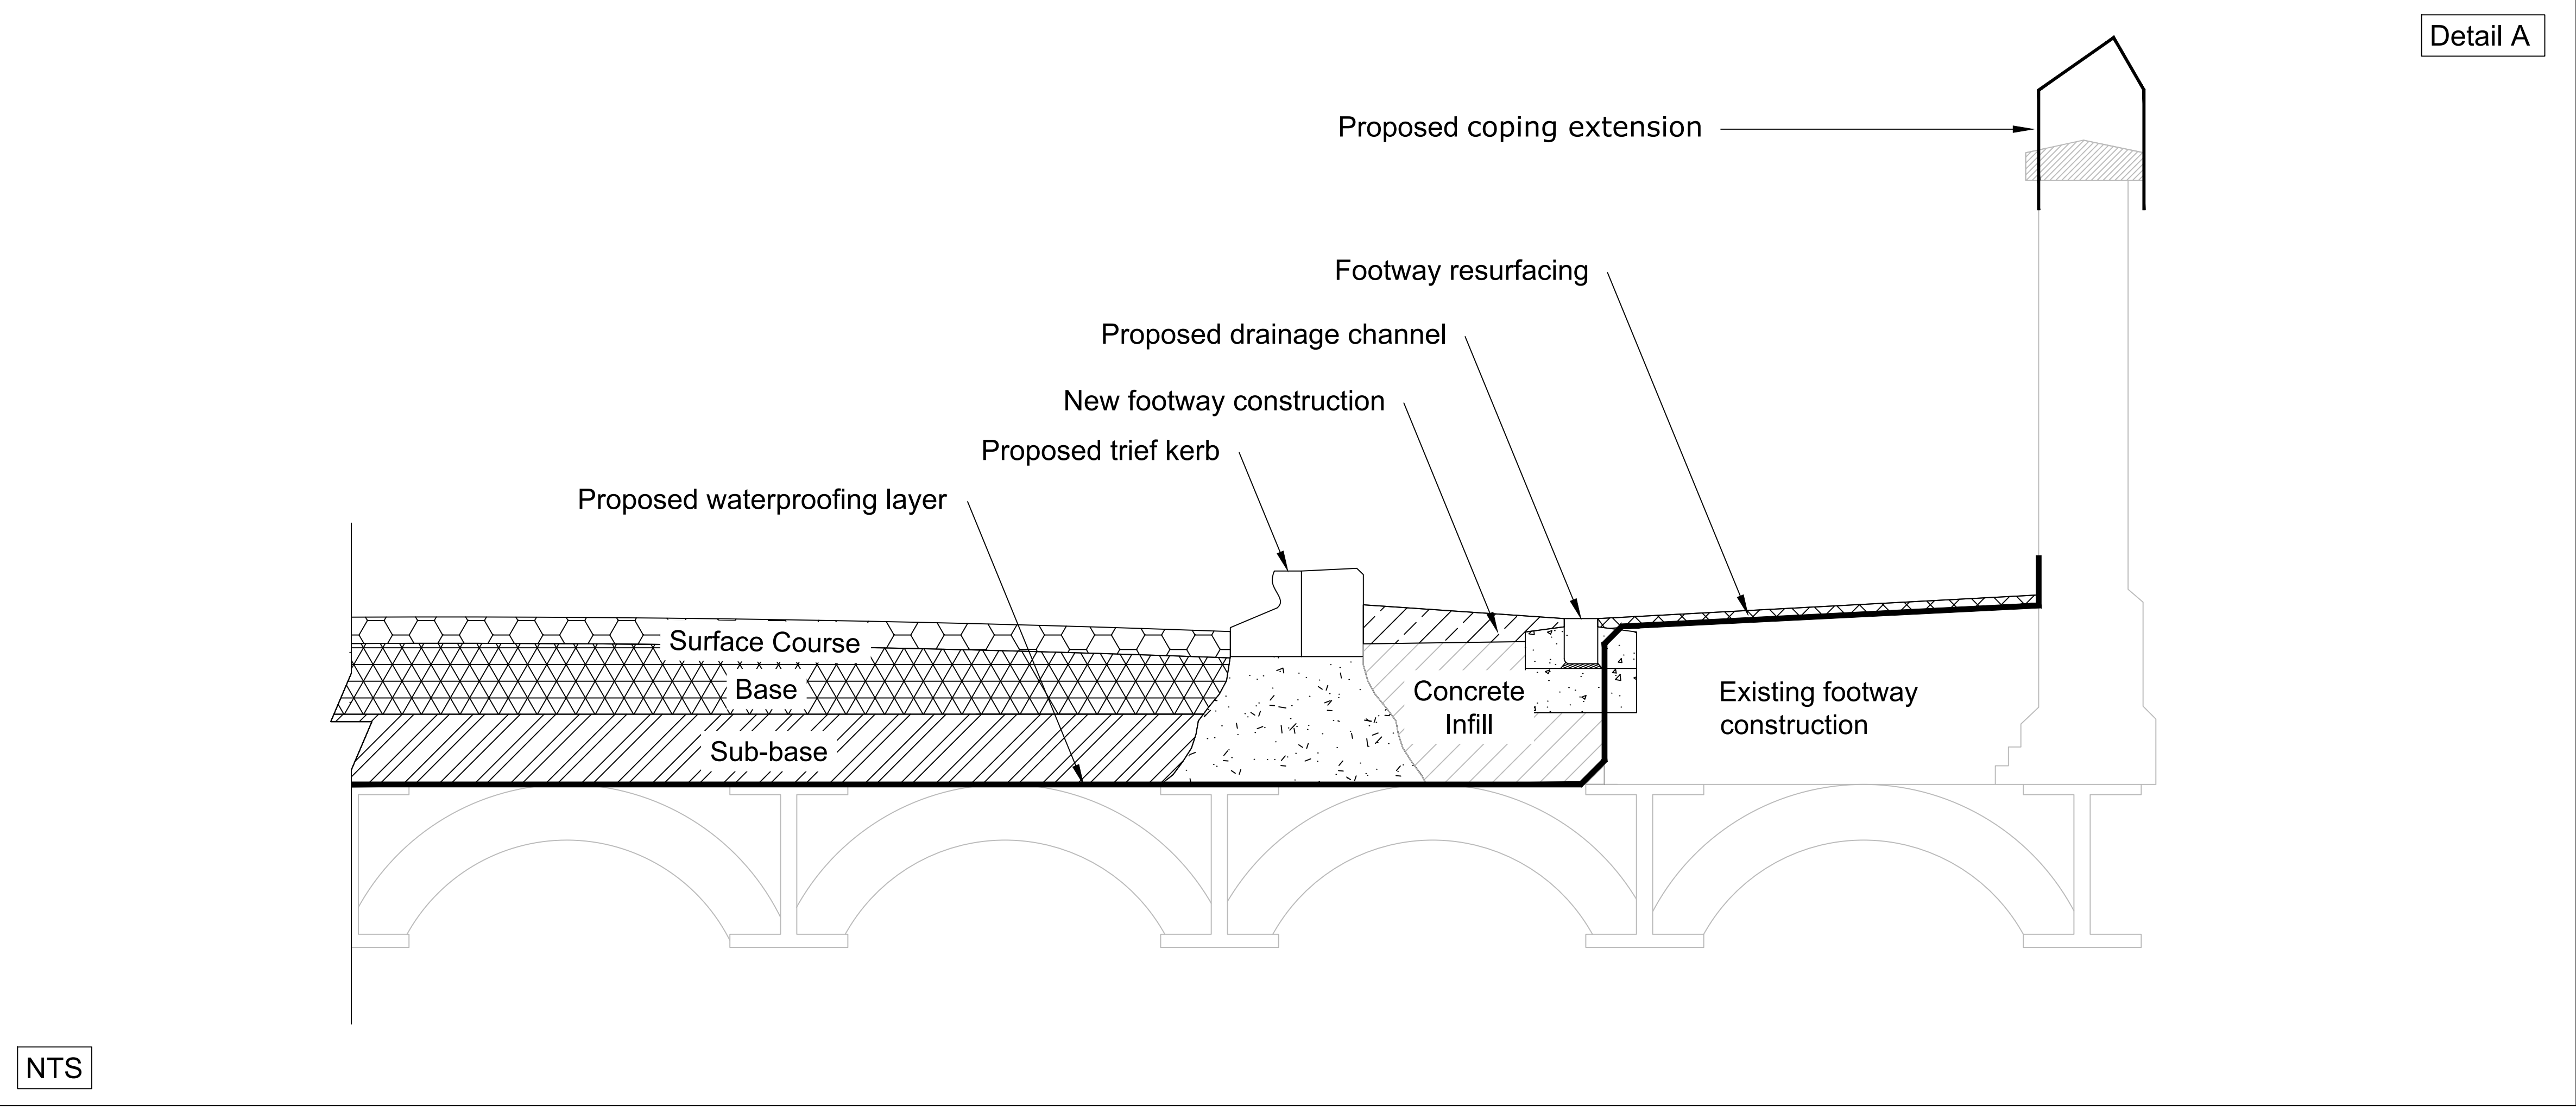 Detail A
Proposed coping extension
Footway resurfacing
Proposed drainage channel
New footway construction
Proposed trief kerb
Proposed waterproofing layer
Surface Course
Base
Sub-base
Concrete
Infill
Existing footway
construction
NTS